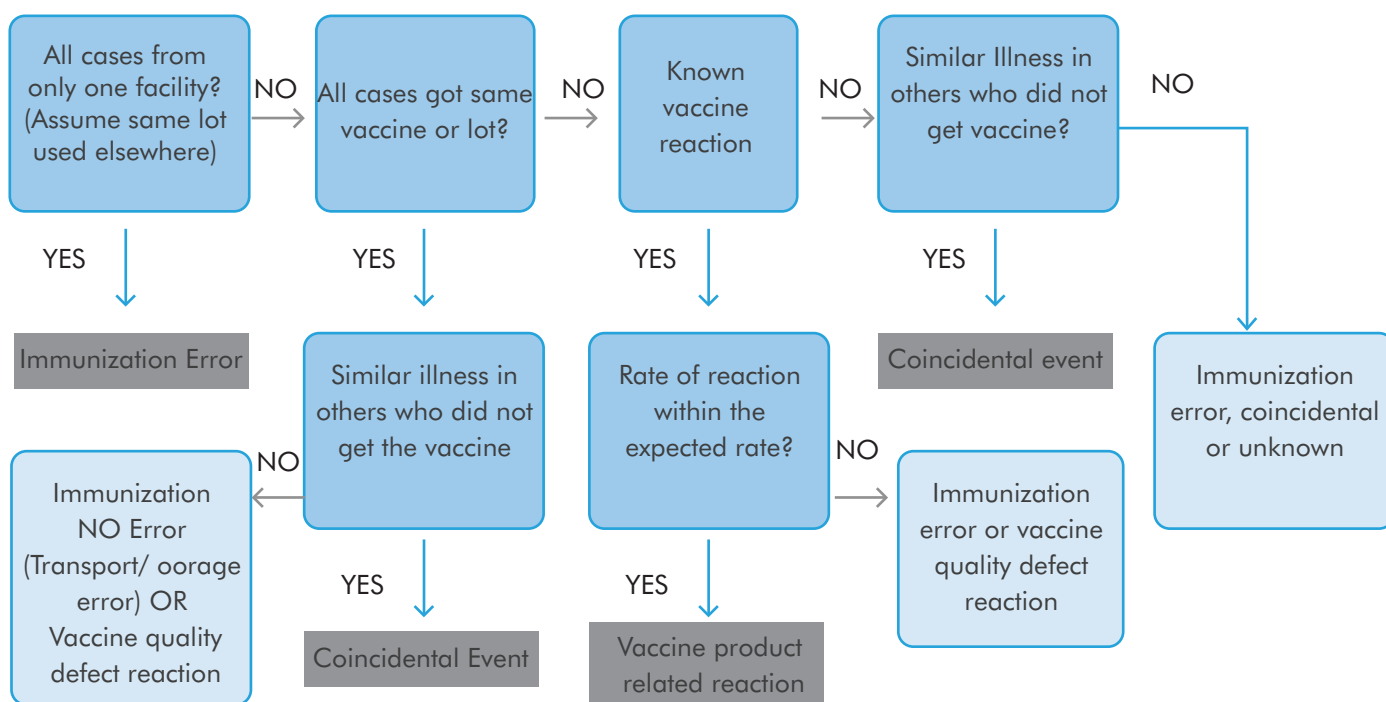 All cases from
only one facility?
(Assume same lot
used elsewhere)
NO
All cases got same
vaccine or lot?
NO
Known
vaccine
reaction
NO
Similar Illness in
others who did not
get vaccine?
NO
YES
YES
YES
YES
Immunization Error
Similar illness in
others who did not
get the vaccine
Rate of reaction
within the
expected rate?
Coincidental event
Immunization
error, coincidental
or unknown
NO
NO
Immunization
NO Error
(Transport/ oorage
error) OR
Vaccine quality
defect reaction
Immunization
error or vaccine
quality defect
reaction
YES
YES
Coincidental Event
Vaccine product
related reaction